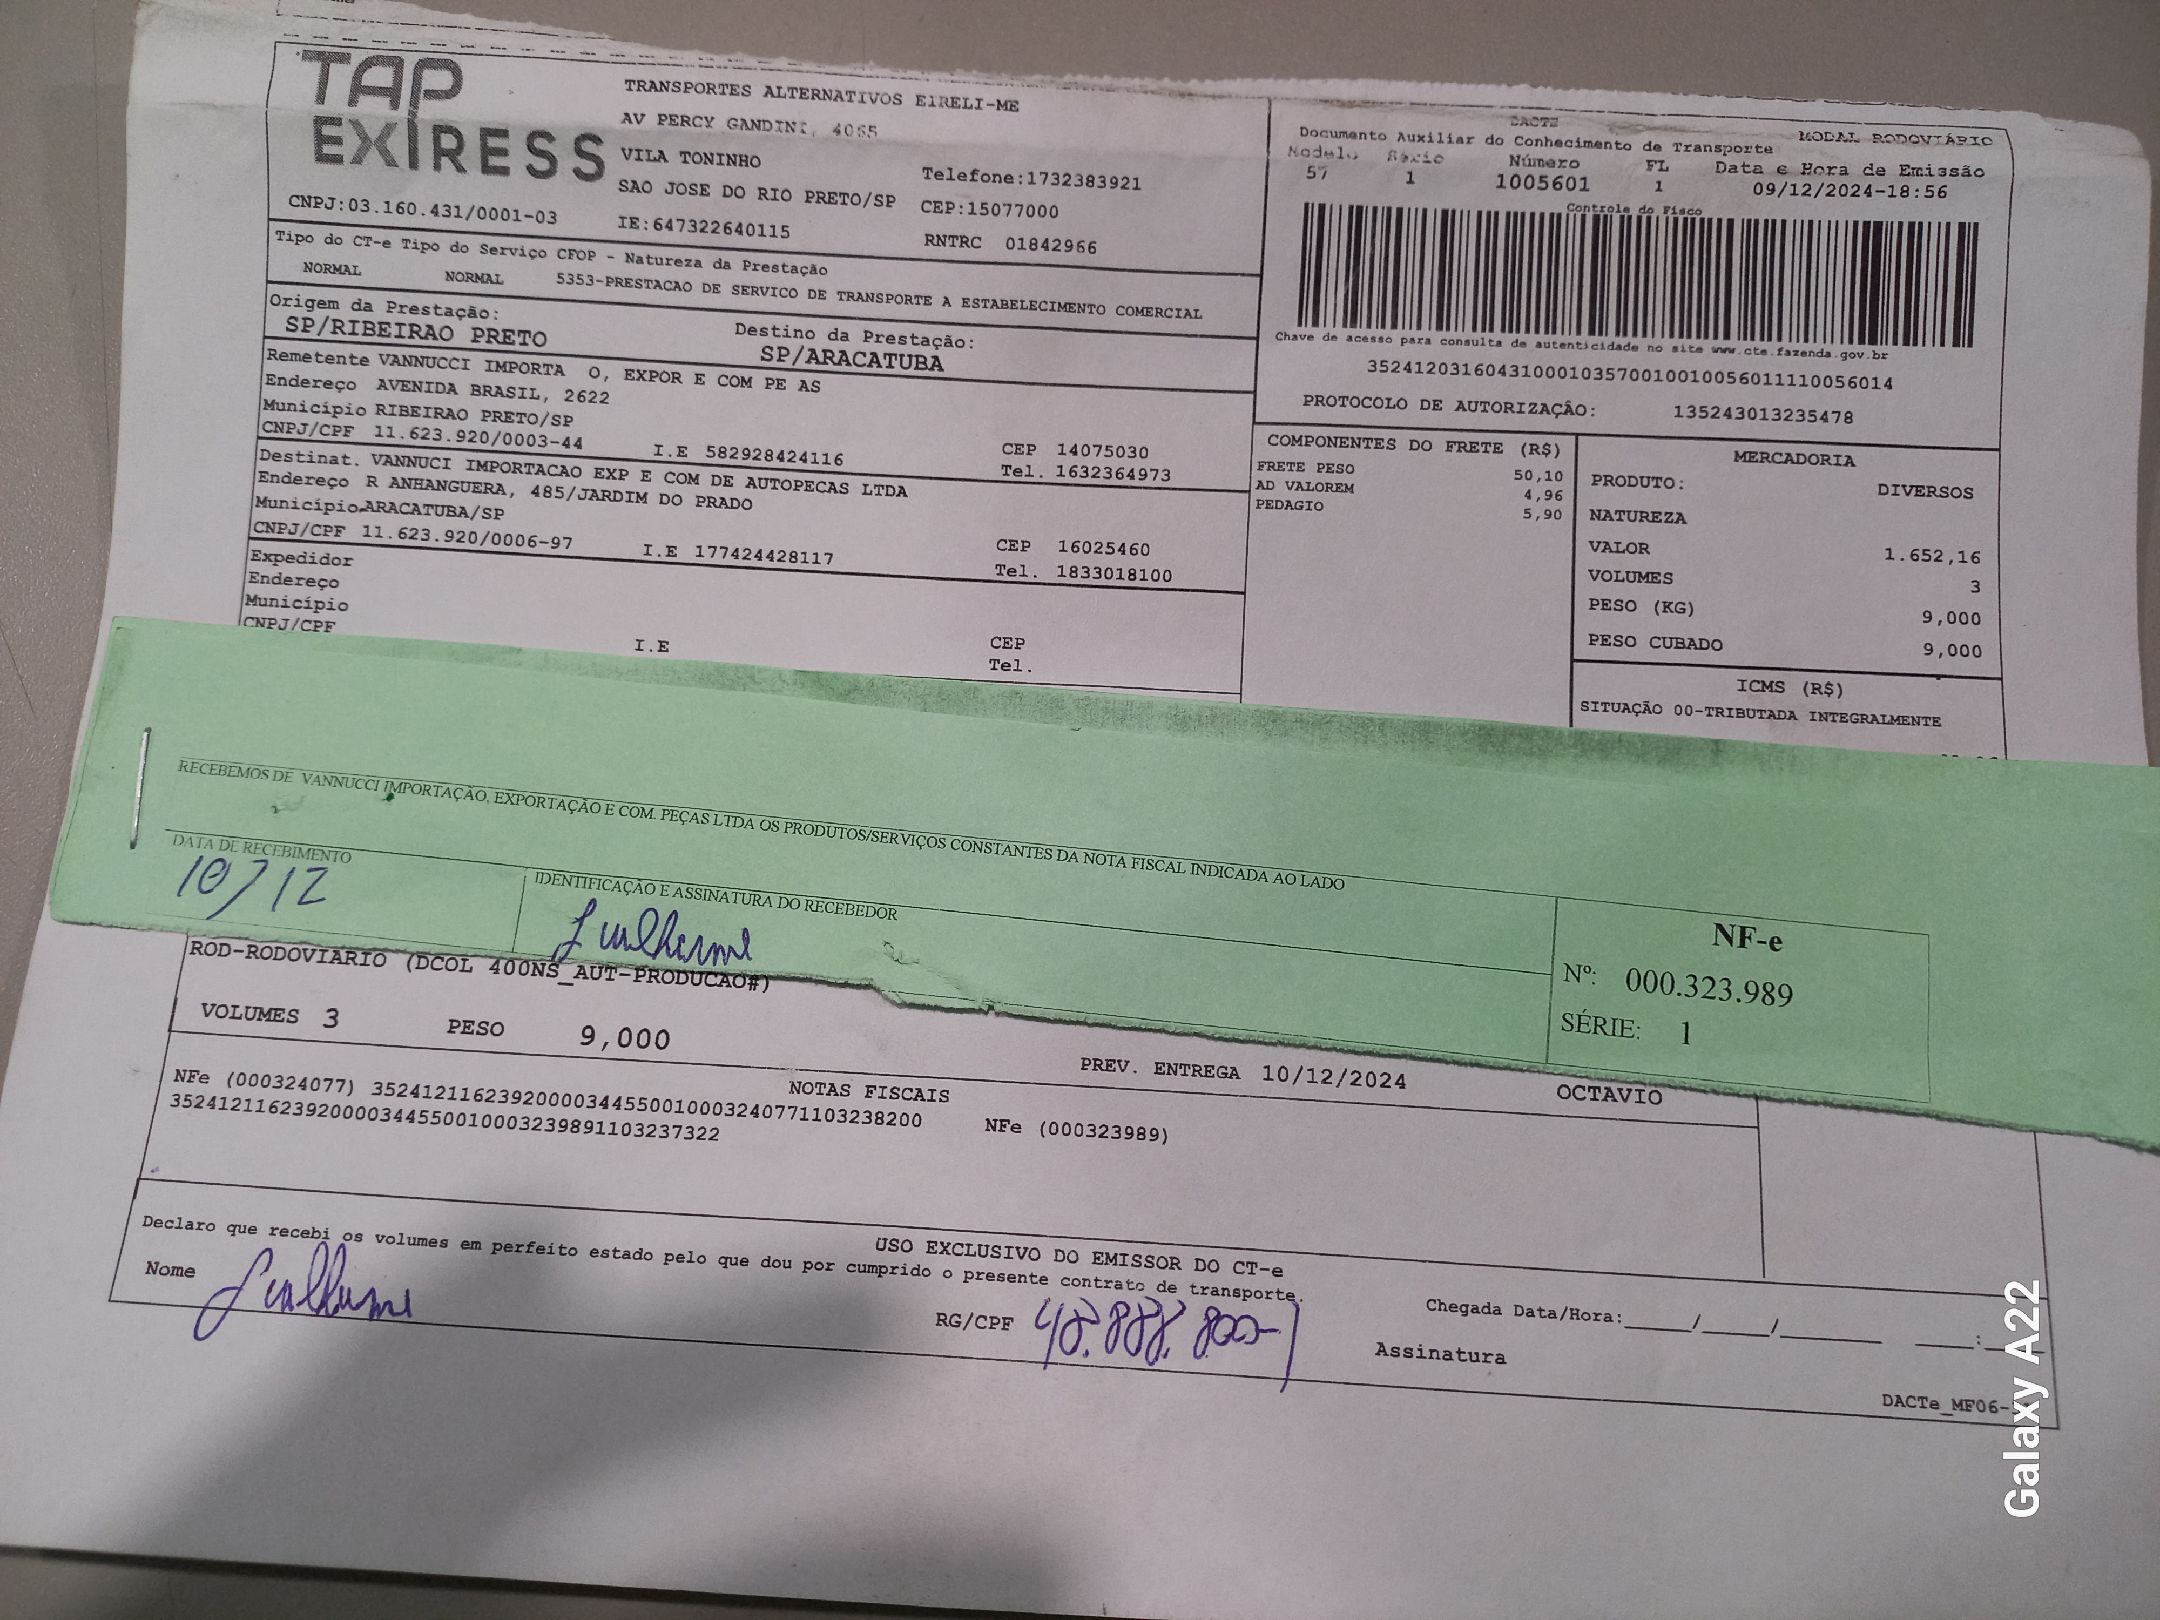 TAP
EXPRESS
TRANSPORTES ALTERNATIVOS EIRELI-ME
AV PERCY GANDINI, 4085
VILA TONINHO
Telefone:1732383921
SAO JOSE DO RIO PRETO/SP CEP:15077000
CNPJ:03.160.431/0001-03 IE:647322640115 RNTRC 01842966
DACTE MODAL RODOVIÁRIO
Documento Auxiliar do Conhecimento de Transporte
Modelo Série Número FL Data e Hora de Emissão
57 1 1005601 1 09/12/2024-18:56
Controle do Fisco
Chave de acesso para consulta de autenticidade no site www.cte.fazenda.gov.br
35241203160431000103570010010056011110056014
PROTOCOLO DE AUTORIZAÇÃO: 135243013235478
Tipo do CT-e Tipo do Serviço CFOP - Natureza da Prestação
NORMAL NORMAL 5353-PRESTACAO DE SERVICO DE TRANSPORTE A ESTABELECIMENTO COMERCIAL
Origem da Prestação: Destino da Prestação:
SP/RIBEIRAO PRETO SP/ARACATUBA
Remetente VANNUCCI IMPORTA O, EXPOR E COM PE AS
Endereço AVENIDA BRASIL, 2622
Município RIBEIRAO PRETO/SP CEP 14075030
CNPJ/CPF 11.623.920/0003-44 I.E 582928424116 Tel. 1632364973
Destinat. VANNUCI IMPORTACAO EXP E COM DE AUTOPECAS LTDA
Endereço R ANHANGUERA, 485/JARDIM DO PRADO
Município ARACATUBA/SP CEP 16025460
CNPJ/CPF 11.623.920/0006-97 I.E 177424428117 Tel. 1833018100
Expedidor
Endereço
Município CEP
CNPJ/CPF I.E Tel.
COMPONENTES DO FRETE (R$)
FRETE PESO 50,10
AD VALOREM 4,96
PEDAGIO 5,90
MERCADORIA
PRODUTO: DIVERSOS
NATUREZA
VALOR 1.652,16
VOLUMES 3
PESO (KG) 9,000
PESO CUBADO 9,000
ICMS (R$)
SITUAÇÃO 00-TRIBUTADA INTEGRALMENTE
RECEBEMOS DE VANNUCCI IMPORTAÇÃO, EXPORTAÇÃO E COM. PEÇAS LTDA OS PRODUTOS/SERVIÇOS CONSTANTES DA NOTA FISCAL INDICADA AO LADO
DATA DE RECEBIMENTO IDENTIFICAÇÃO E ASSINATURA DO RECEBEDOR
10/12 Guilherme
NF-e
Nº: 000.323.989
SÉRIE: 1
ROD-RODOVIARIO (DCOL 400NS_AUT-PRODUCAO#)
VOLUMES 3 PESO 9,000 PREV. ENTREGA 10/12/2024 OCTAVIO
NOTAS FISCAIS
NFe (000324077) 35241211623920000344550010003240771103238200 NFe (000323989)
35241211623920000344550010003239891103237322
USO EXCLUSIVO DO EMISSOR DO CT-e
Declaro que recebi os volumes em perfeito estado pelo que dou por cumprido o presente contrato de transporte.
Nome Guilherme RG/CPF 48.888.800-1 Chegada Data/Hora:____/____/______ ____:____
Assinatura
DACTe_MF06-
Galaxy A22